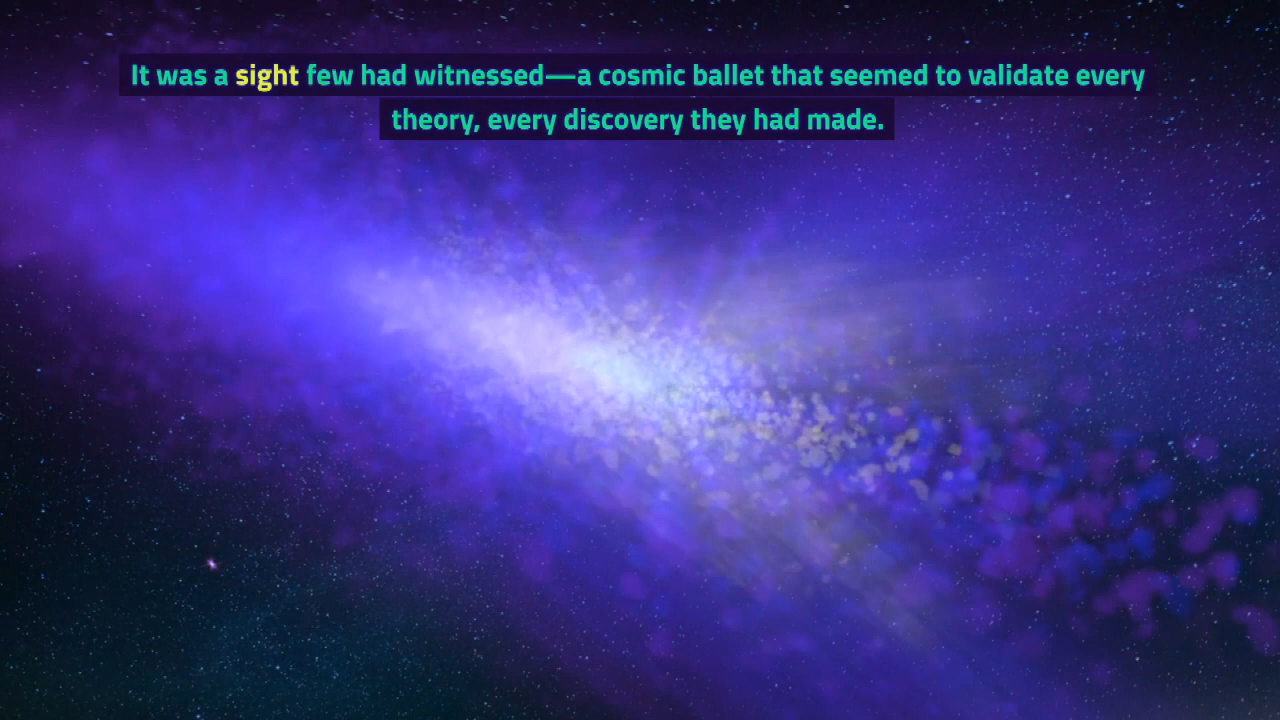 It was a sight few had witnessed—a cosmic ballet that seemed to validate every
theory, every discovery they had made.